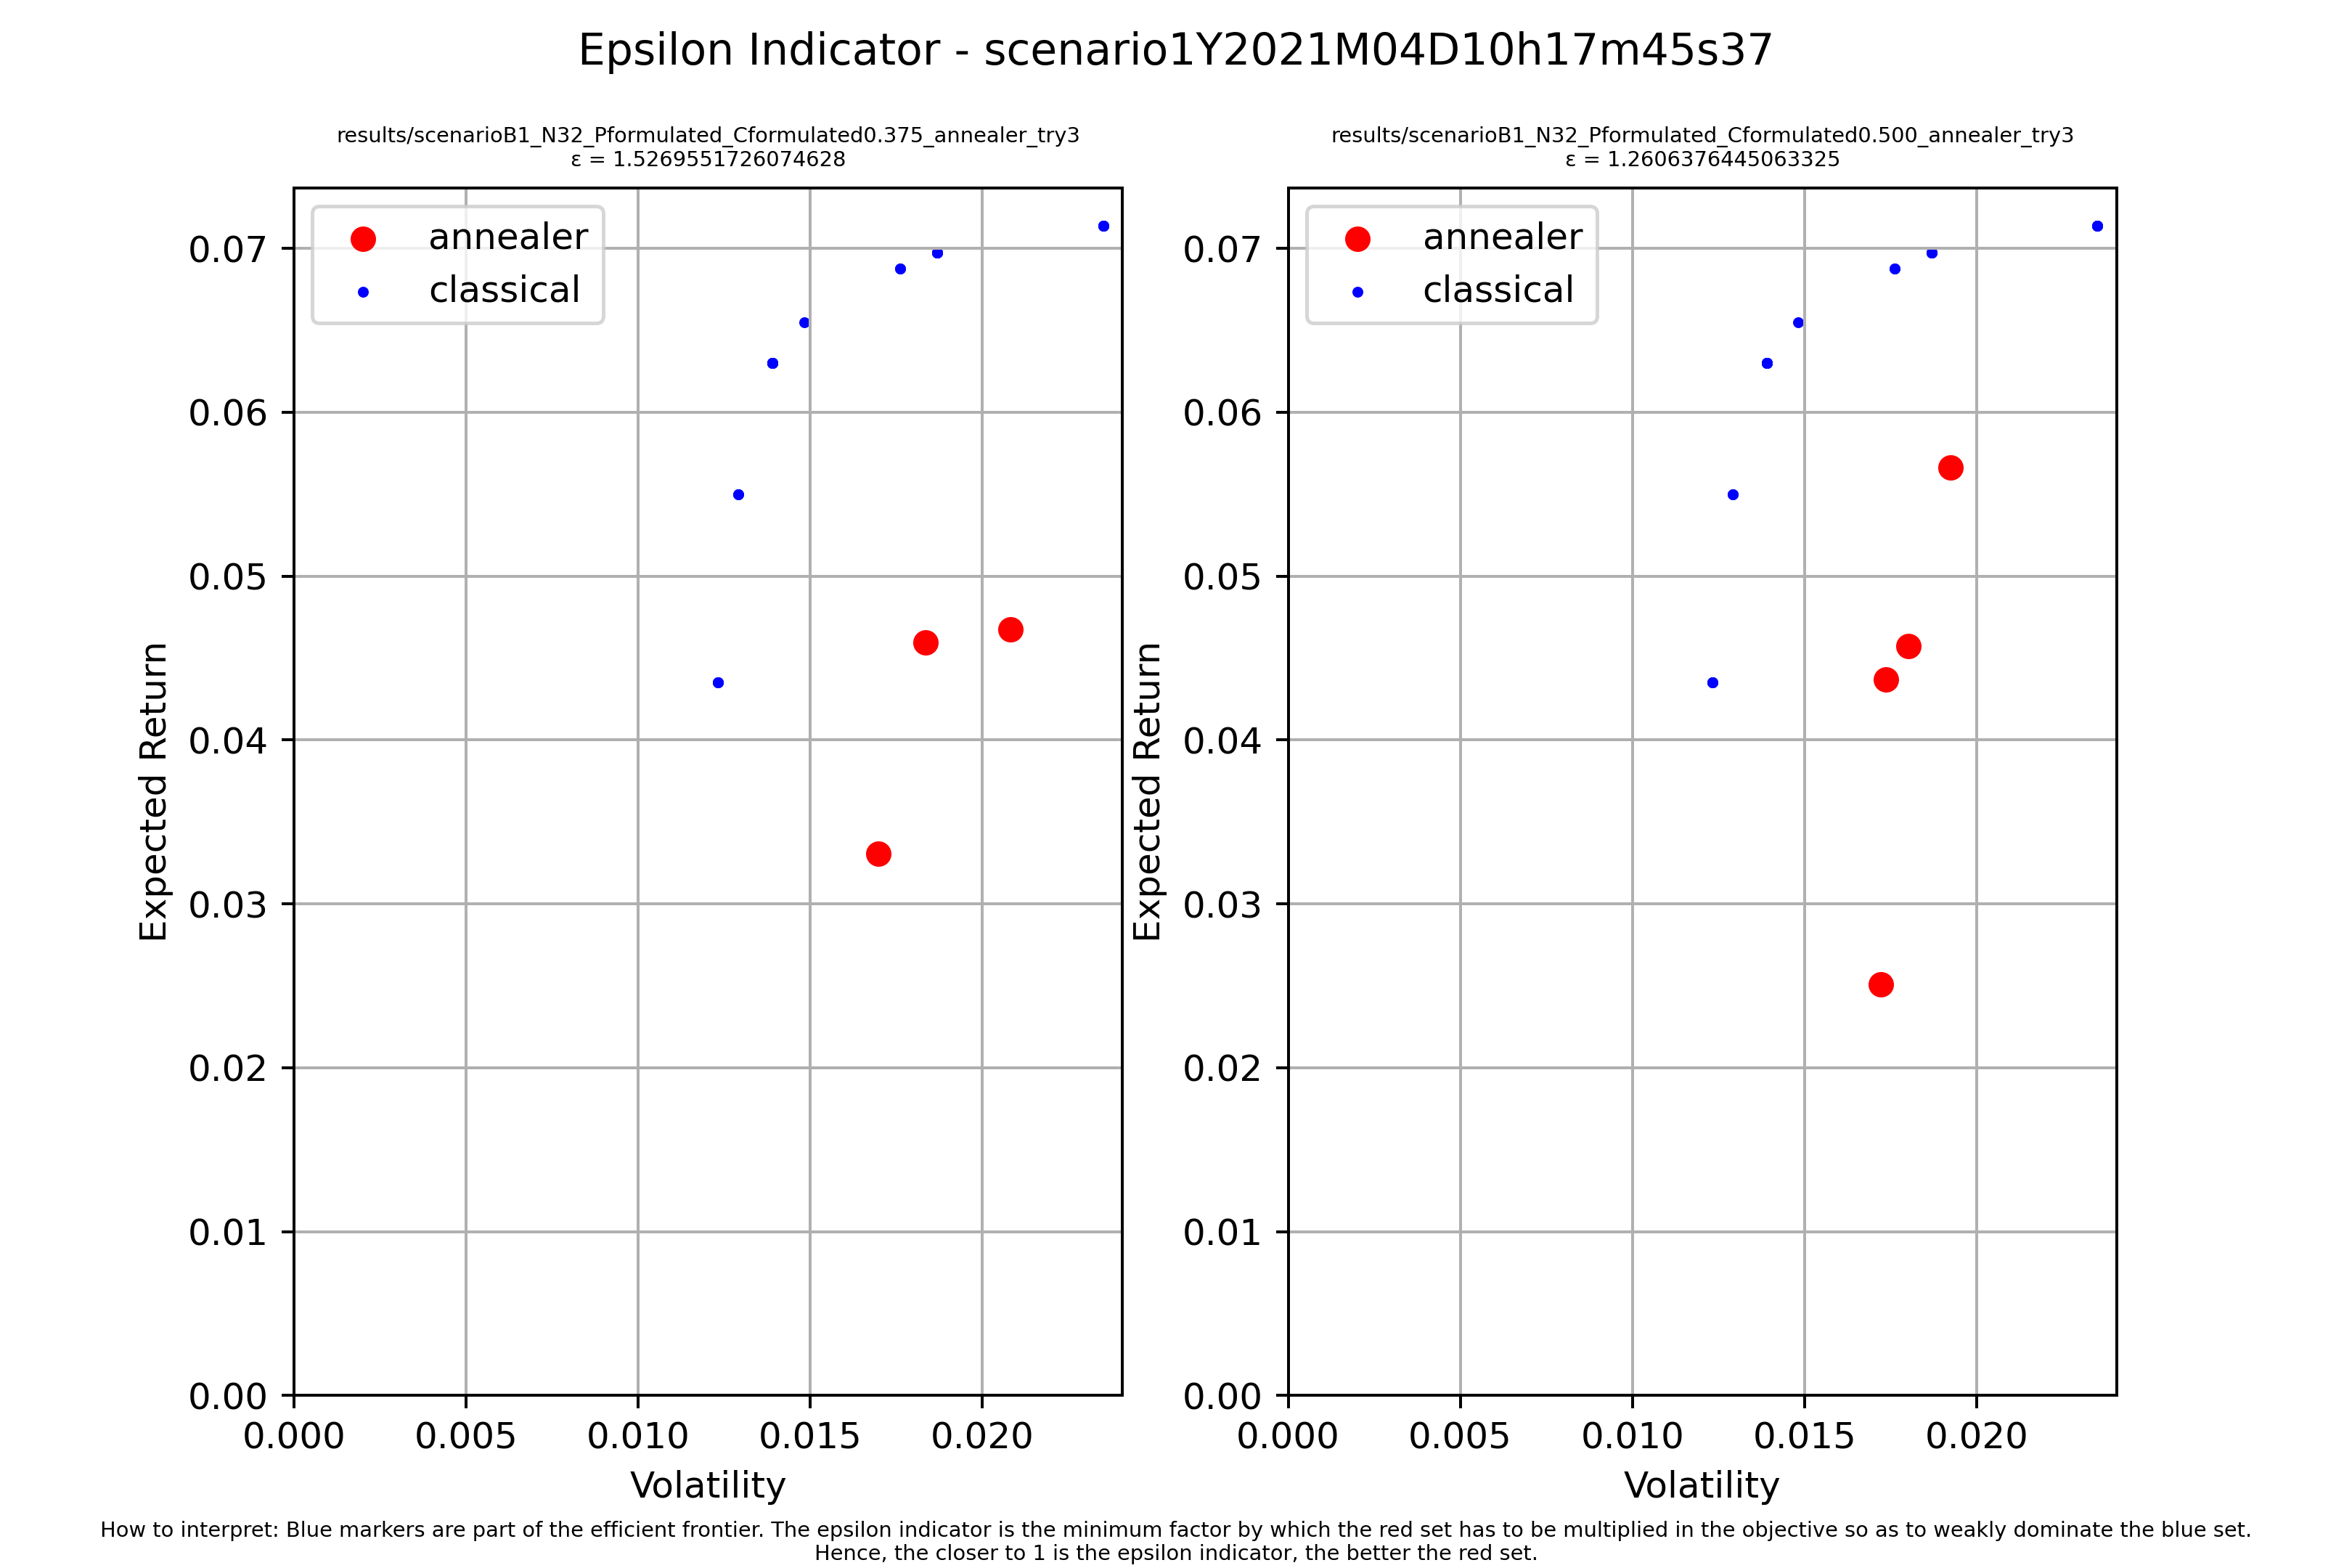 Epsilon Indicator - scenario1Y2021M04D10h17m45s37
results/scenarioB1_N32_Pformulated_Cformulated0.375_annealer_try3
ε = 1.5269551726074628
annealer
classical
0.07
0.06
0.05
0.04
0.03
0.02
0.01
0.00
Expected Return
0.000 0.005 0.010 0.015 0.020
Volatility
results/scenarioB1_N32_Pformulated_Cformulated0.500_annealer_try3
ε = 1.2606376445063325
annealer
classical
0.07
0.06
0.05
0.04
0.03
0.02
0.01
0.00
Expected Return
0.000 0.005 0.010 0.015 0.020
Volatility
How to interpret: Blue markers are part of the efficient frontier. The epsilon indicator is the minimum factor by which the red set has to be multiplied in the objective so as to weakly dominate the blue set.
Hence, the closer to 1 is the epsilon indicator, the better the red set.